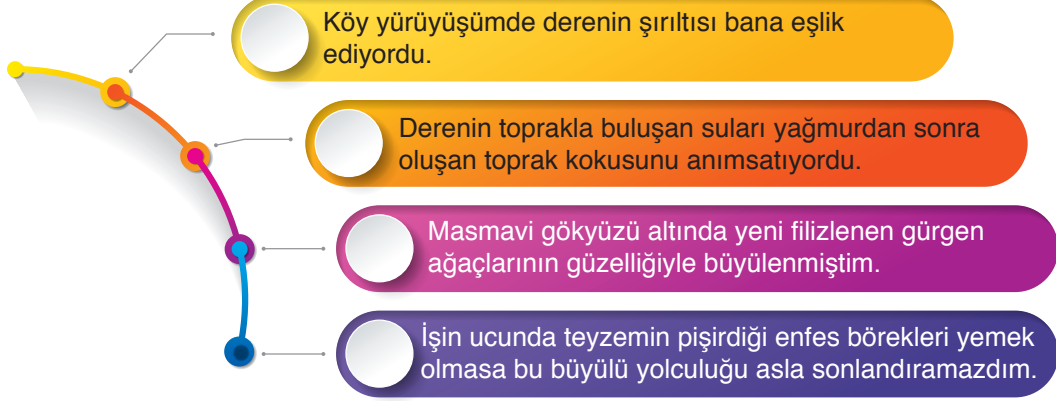 Köy yürüyüşümde derenin şırıltısı bana eşlik
ediyordu.
Derenin toprakla buluşan suları yağmurdan sonra
oluşan toprak kokusunu anımsatıyordu.
Masmavi gökyüzü altında yeni filizlenen gürgen
ağaçlarının güzelliğiyle büyülenmiştim.
İşin ucunda teyzemin pişirdiği enfes börekleri yemek
olmasa bu büyülü yolculuğu asla sonlandıramazdım.